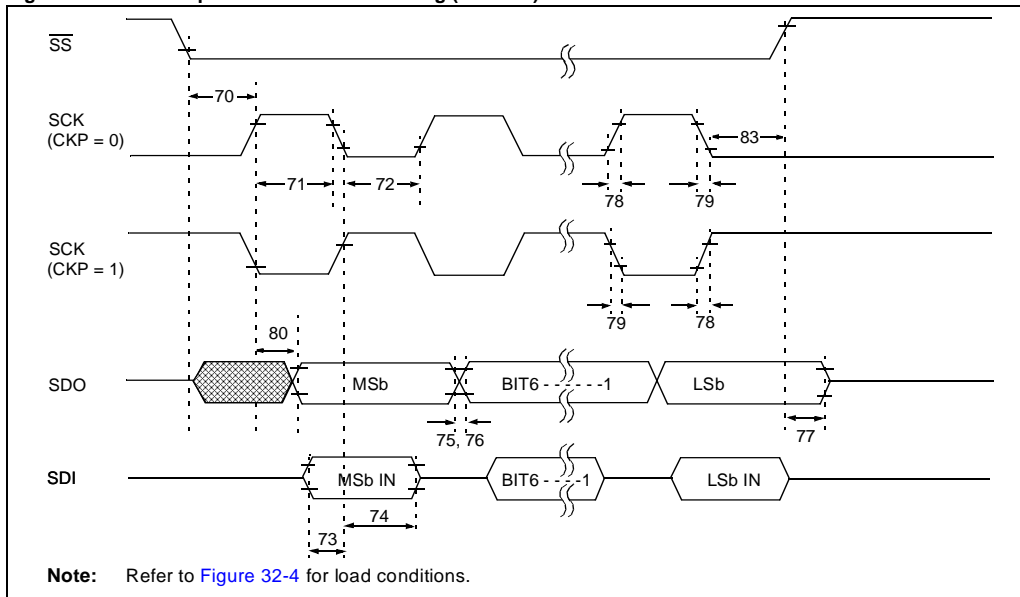 SS
70
SCK
(CKP = 0)
83
71
72
78
79
SCK
(CKP = 1)
79
78
80
SDO
MSb
BIT6 - - - - - -1
LSb
75, 76
77
SDI
MSb IN
BIT6 - - - -1
LSb IN
74
73
Note: Refer to Figure 32-4 for load conditions.